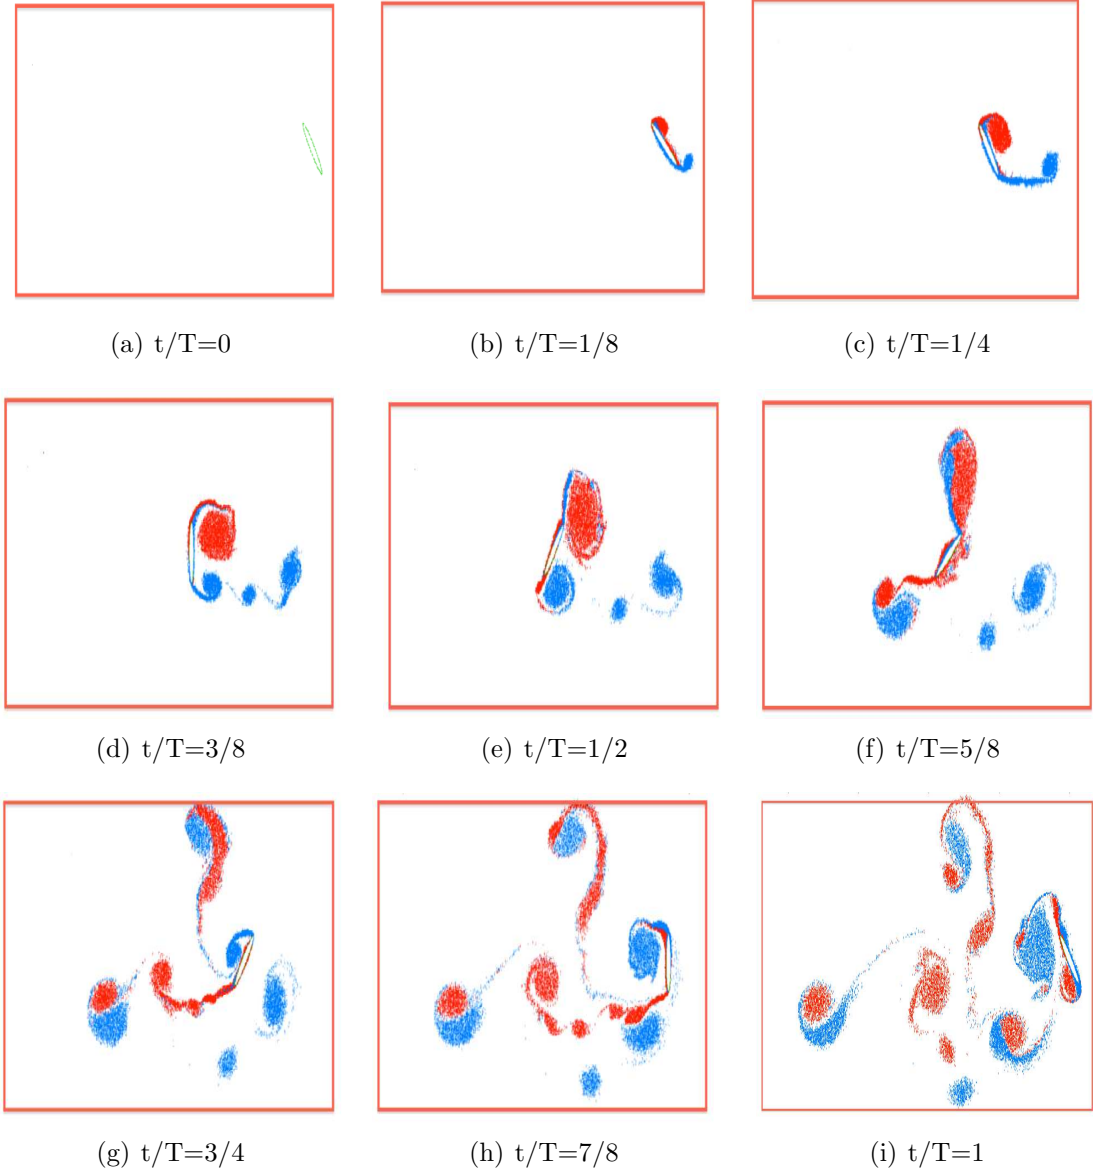 (a) t/T=0
(b) t/T=1/8
(c) t/T=1/4
(d) t/T=3/8
(e) t/T=1/2
(f) t/T=5/8
(g) t/T=3/4
(h) t/T=7/8
(i) t/T=1